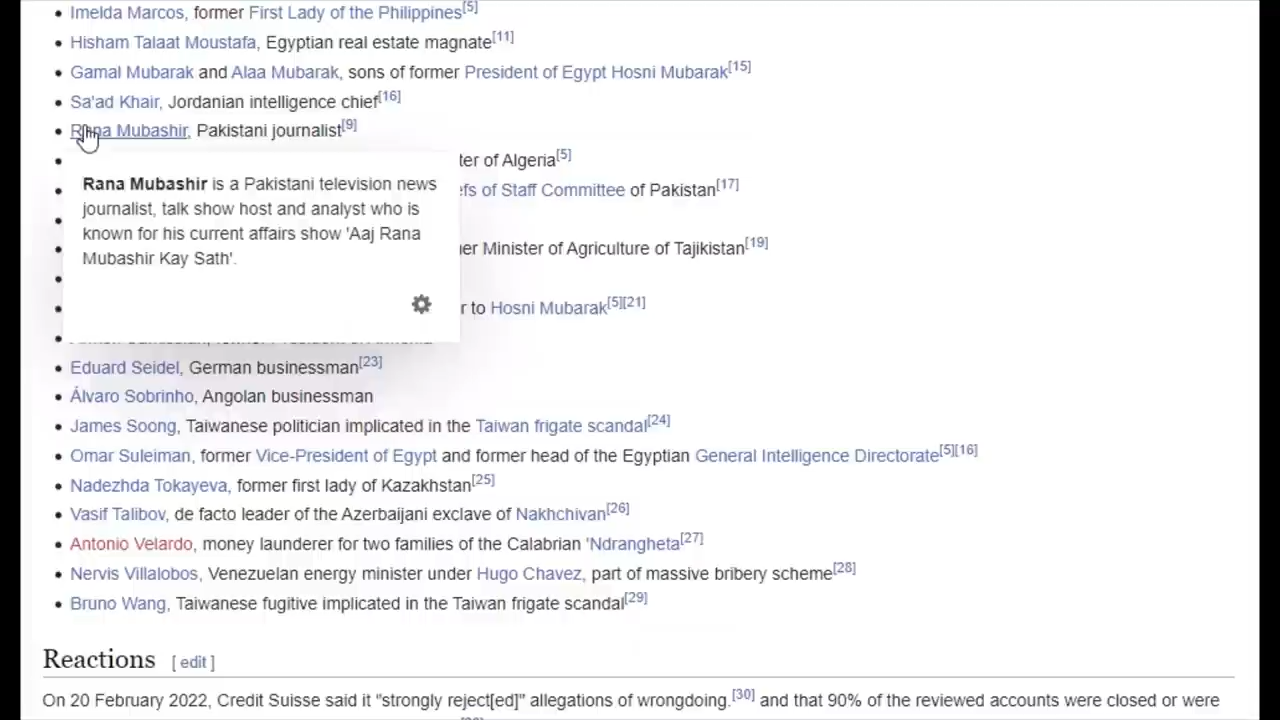 Imelda Marcos, former First Lady of the Philippines[5]
Hisham Talaat Moustafa, Egyptian real estate magnate[11]
Gamal Mubarak and Alaa Mubarak, sons of former President of Egypt Hosni Mubarak[15]
Sa'ad Khair, Jordanian intelligence chief[16]
Rana Mubashir, Pakistani journalist[9]
ter of Algeria[5]
Rana Mubashir is a Pakistani television news
efs of Staff Committee of Pakistan[17]
journalist, talk show host and analyst who is
known for his current affairs show 'Aaj Rana
er Minister of Agriculture of Tajikistan[19]
Mubashir Kay Sath'.
r to Hosni Mubarak[5][21]
Eduard Seidel, German businessman[23]
Álvaro Sobrinho, Angolan businessman
James Soong, Taiwanese politician implicated in the Taiwan frigate scandal[24]
Omar Suleiman, former Vice-President of Egypt and former head of the Egyptian General Intelligence Directorate[5][16]
Nadezhda Tokayeva, former first lady of Kazakhstan[25]
Vasif Talibov, de facto leader of the Azerbaijani exclave of Nakhchivan[26]
Antonio Velardo, money launderer for two families of the Calabrian 'Ndrangheta[27]
Nervis Villalobos, Venezuelan energy minister under Hugo Chavez, part of massive bribery scheme[28]
Bruno Wang, Taiwanese fugitive implicated in the Taiwan frigate scandal[29]
Reactions [ edit ]
On 20 February 2022, Credit Suisse said it "strongly reject[ed]" allegations of wrongdoing.[30] and that 90% of the reviewed accounts were closed or were